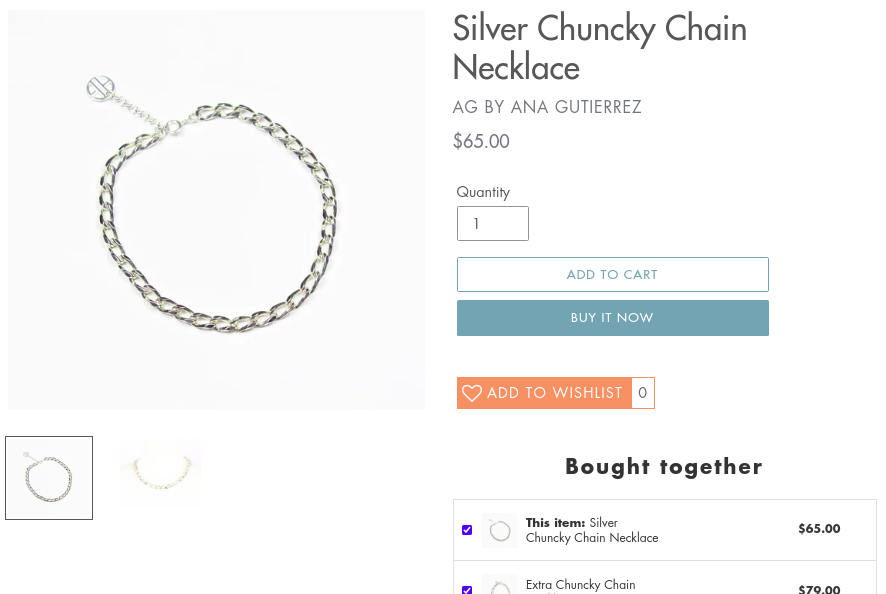 Silver Chuncky Chain
Necklace
AG BY ANA GUTIERREZ
$65.00
Quantity
1
ADD TO CART
BUY IT NOW
ADD TO WISHLIST 0
Bought together
This item: Silver
Chuncky Chain Necklace
$65.00
Extra Chuncky Chain
$79.00